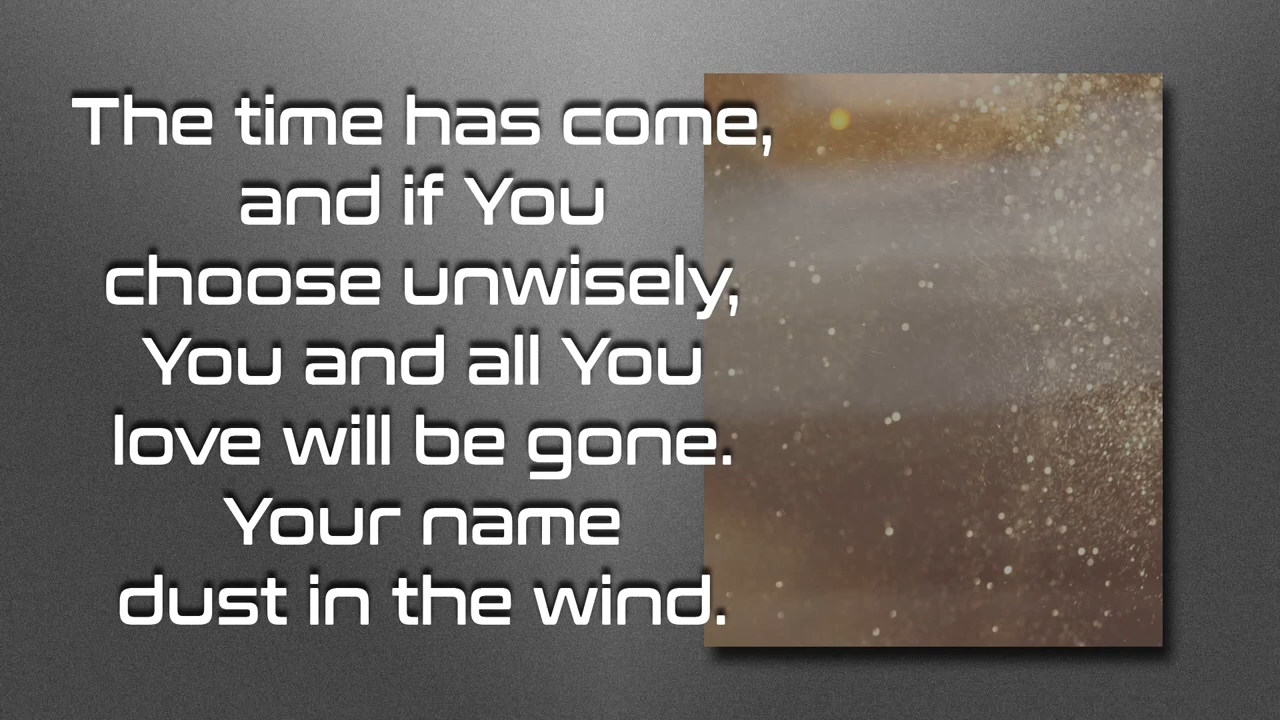 The time has come,
and if You
choose unwisely,
You and all You
love will be gone.
Your name
dust in the wind.